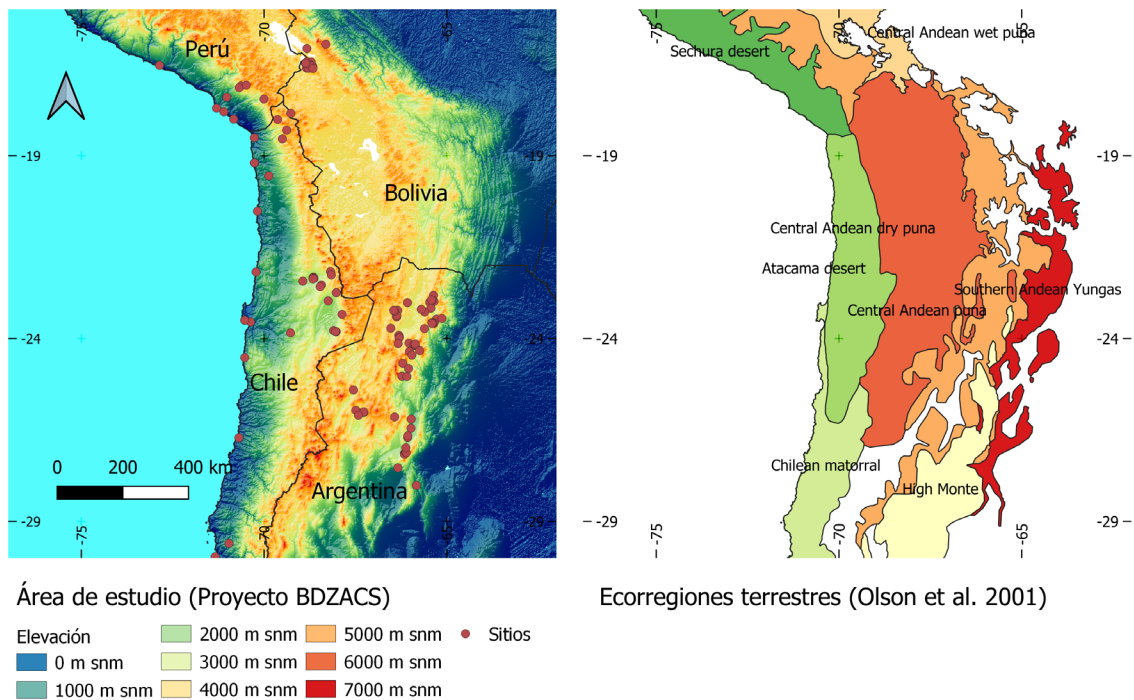 Perú
Bolivia
Chile
Argentina
-19
-24
-29
-75
-70
-65
-75
-70
-65
0 200 400 km
Sechura desert
Central Andean wet puna
Central Andean dry puna
Atacama desert
Southern Andean Yungas
Central Andean puna
Chilean matorral
High Monte
-19
-24
-29
-75
-70
-65
-19
-24
-29
-75
-70
-65
Área de estudio (Proyecto BDZACS)
Elevación
0 m snm
1000 m snm
2000 m snm
3000 m snm
4000 m snm
5000 m snm
6000 m snm
7000 m snm
Sitios
Ecorregiones terrestres (Olson et al. 2001)